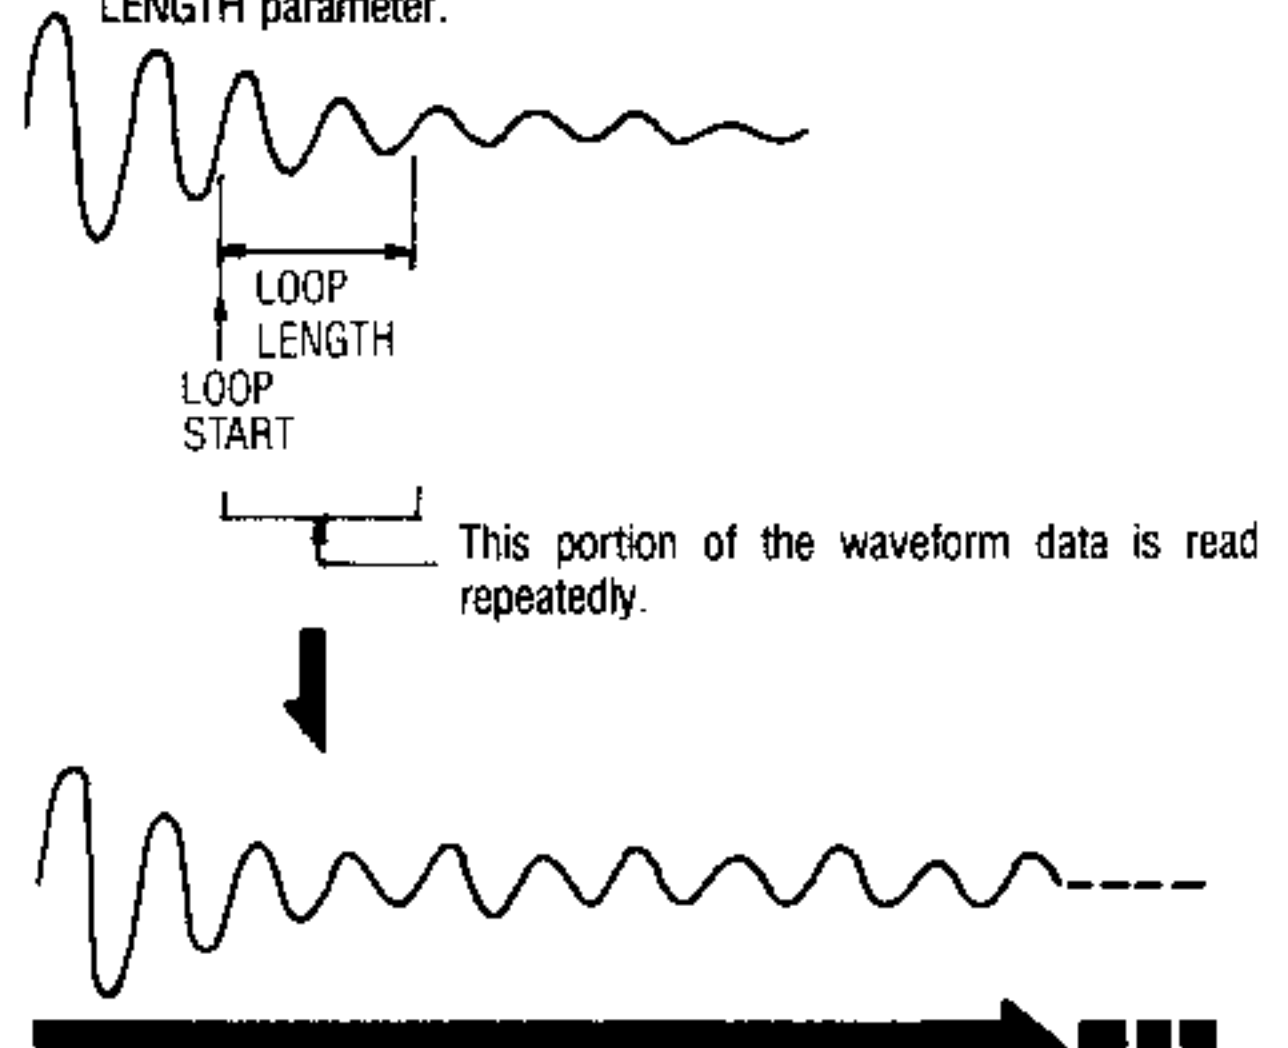 LENGTH parameter.
LOOP
LENGTH
LOOP
START
This portion of the waveform data is read
repeatedly.